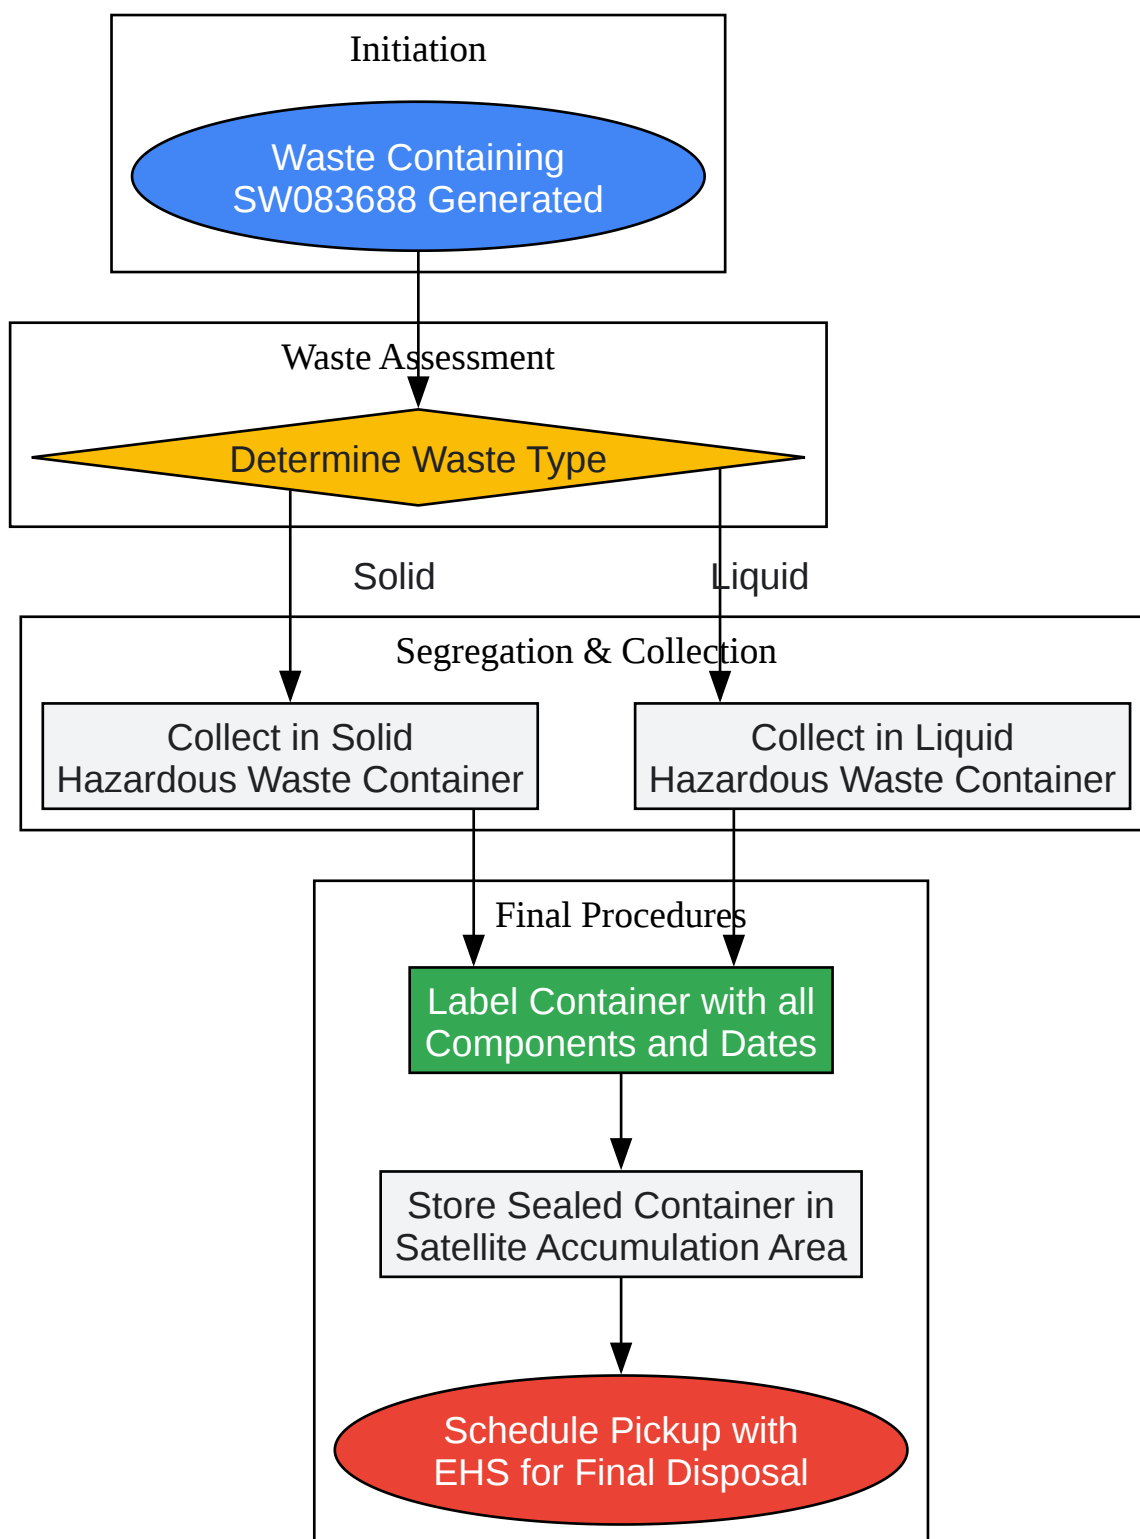 Initiation
Waste Containing
SW083688 Generated
Waste Assessment
Determine Waste Type
Solid
Liquid
Segregation & Collection
Collect in Solid
Hazardous Waste Container
Collect in Liquid
Hazardous Waste Container
Final Procedures
Label Container with all
Components and Dates
Store Sealed Container in
Satellite Accumulation Area
Schedule Pickup with
EHS for Final Disposal